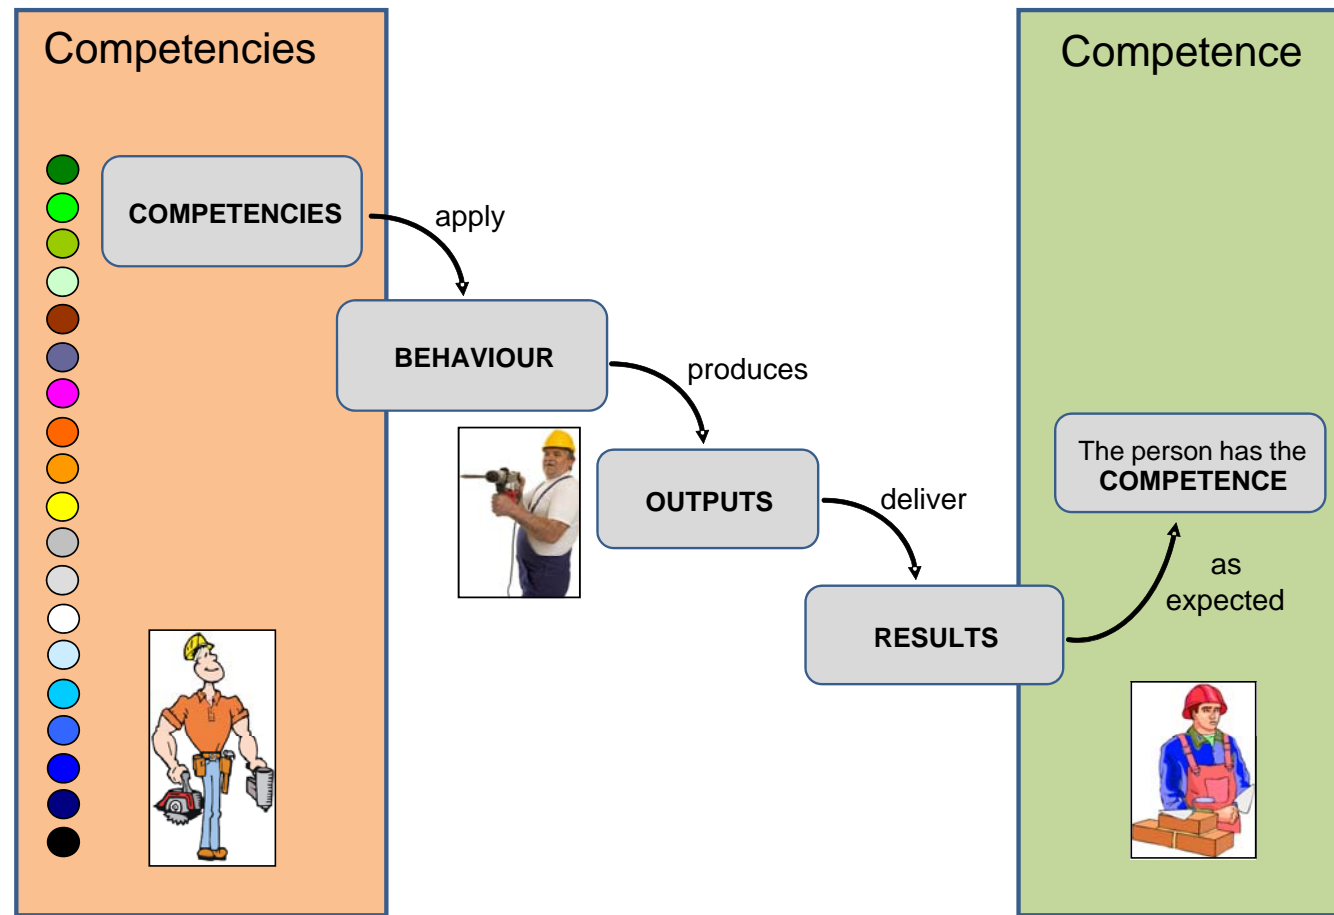 Competencies
Competence
COMPETENCIES
apply
BEHAVIOUR
produces
OUTPUTS
deliver
RESULTS
as
expected
The person has the
COMPETENCE